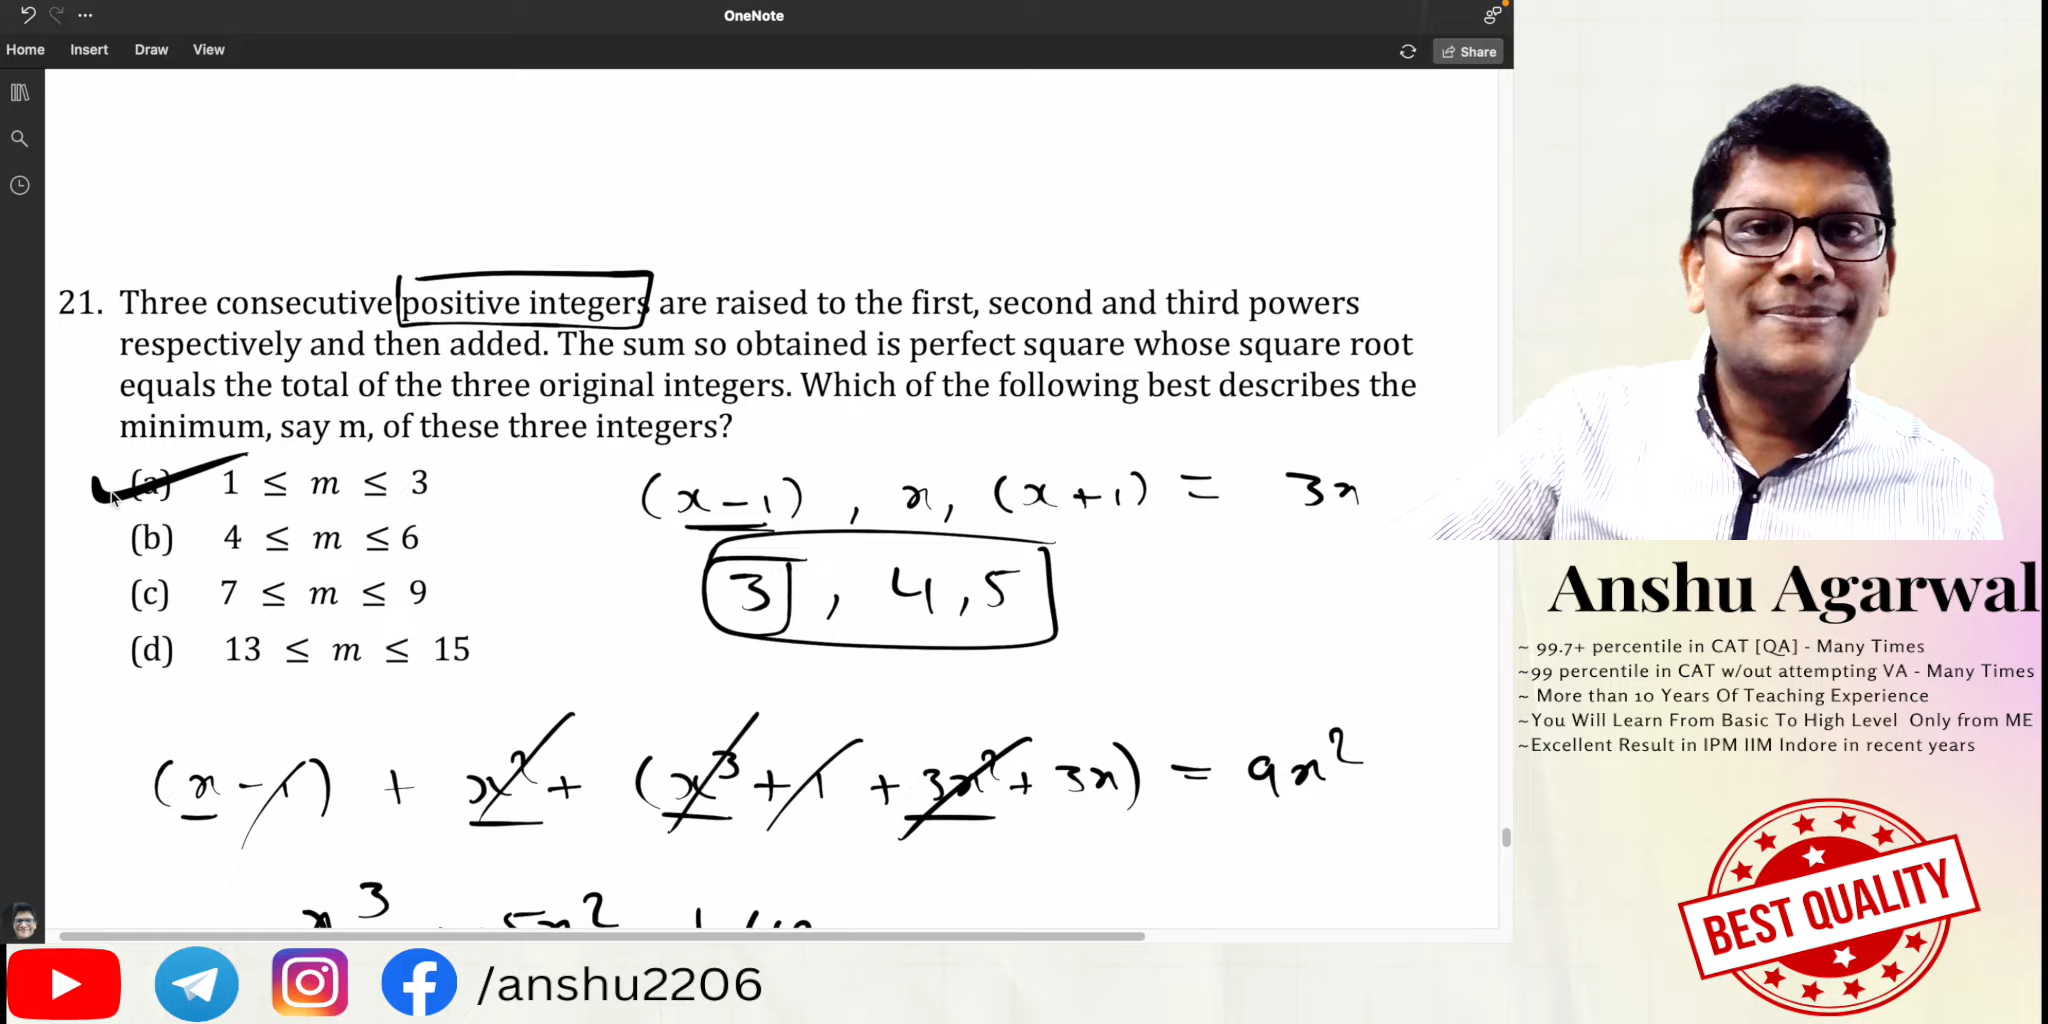 OneNote
Home Insert Draw View
Share
21. Three consecutive positive integers are raised to the first, second and third powers
respectively and then added. The sum so obtained is perfect square whose square root
equals the total of the three original integers. Which of the following best describes the
minimum, say m, of these three integers?
(a) 1 ≤ m ≤ 3
(b) 4 ≤ m ≤ 6
(c) 7 ≤ m ≤ 9
(d) 13 ≤ m ≤ 15
(x-1), x, (x+1) = 3x
3, 4, 5
(x-1) + x² + (x³ + 1 + 3x² + 3x) = 9x²
x³ 5x²
Anshu Agarwal
~ 99.7+ percentile in CAT [QA] - Many Times
~99 percentile in CAT w/out attempting VA - Many Times
~ More than 10 Years Of Teaching Experience
~You Will Learn From Basic To High Level Only from ME
~Excellent Result in IPM IIM Indore in recent years
BEST QUALITY
/anshu2206